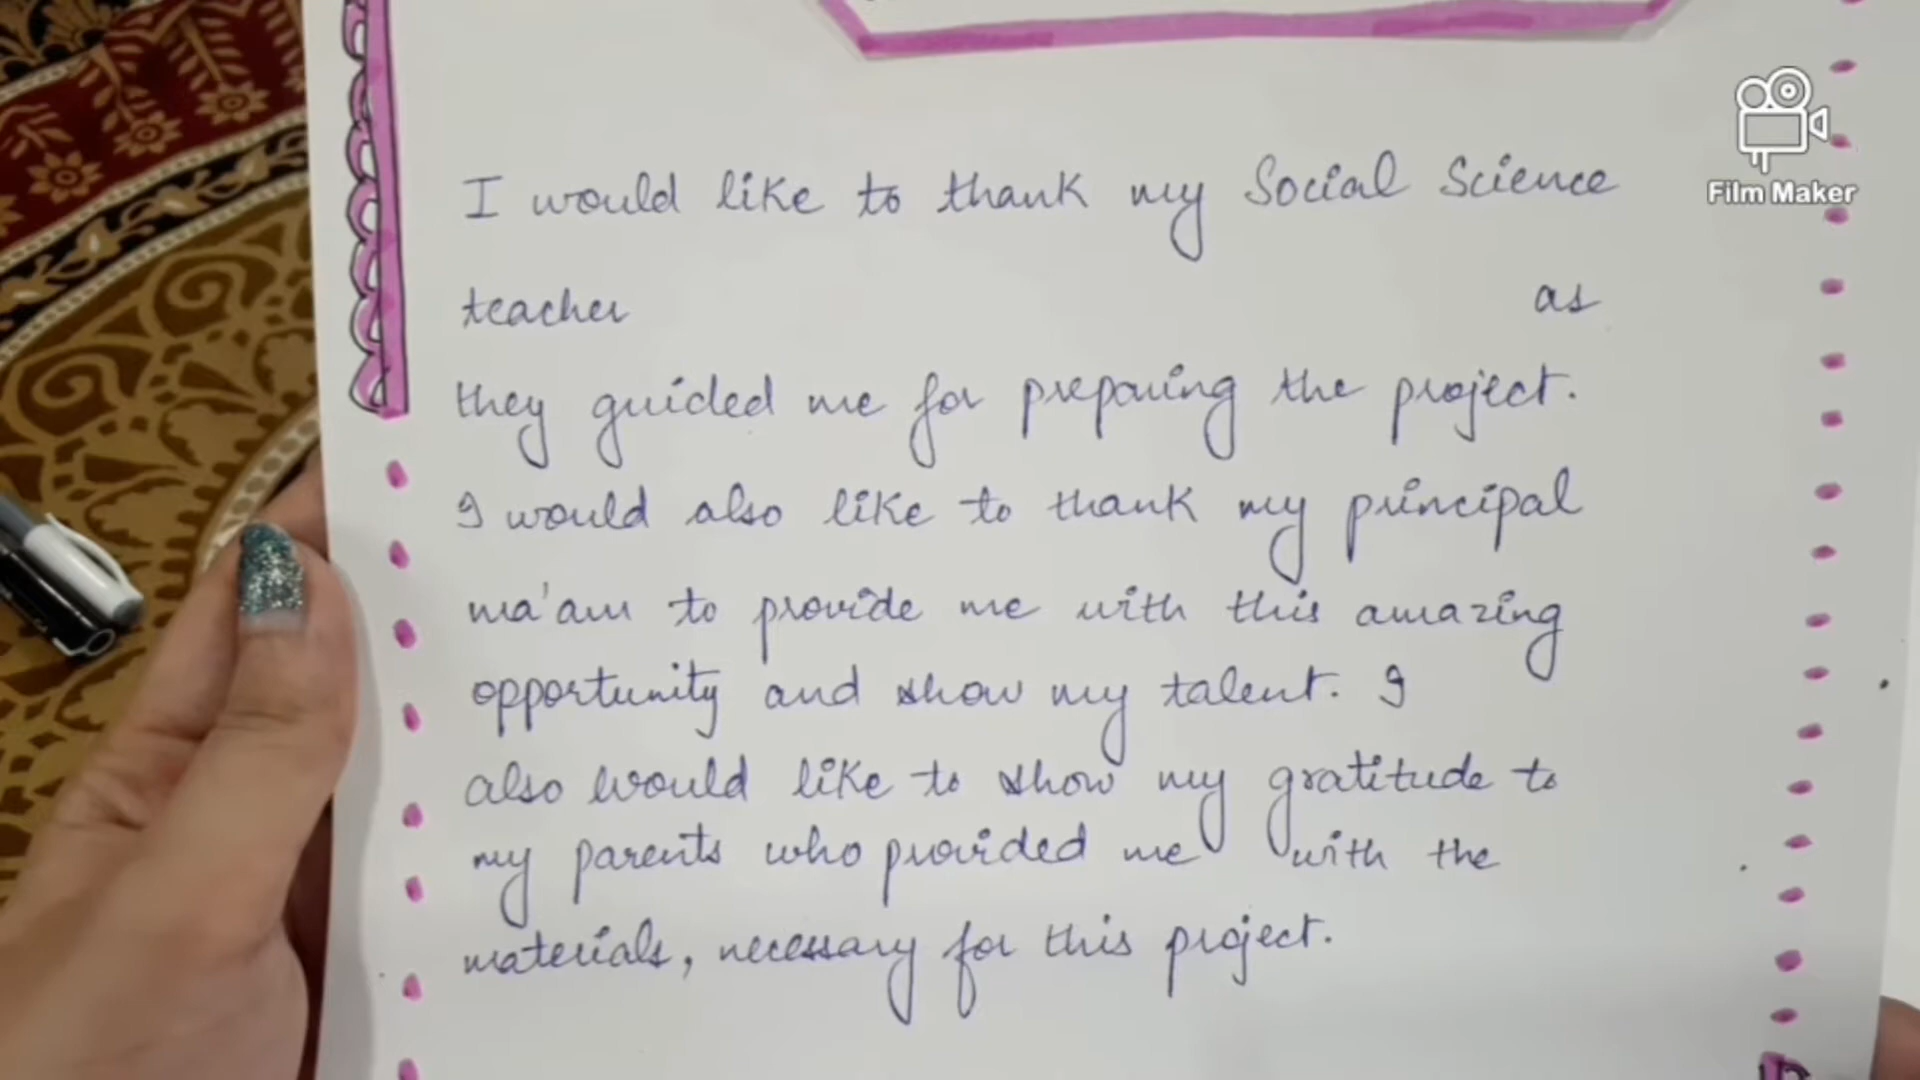 Film Maker
I would like to thank my Social Science
teacher as
they guided me for preparing the project.
I would also like to thank my principal
ma'am to provide me with this amazing
opportunity and show my talent. I
also would like to show my gratitude to
my parents who provided me with the
materials, necessary for this project.